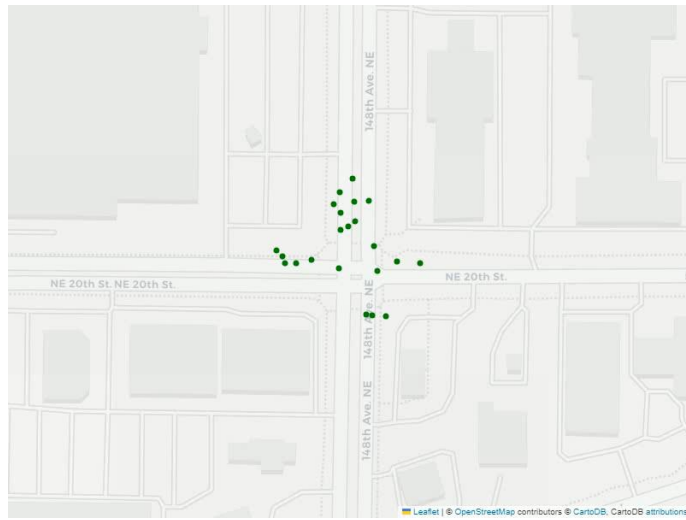 148th Ave. NE
NE 20th St. NE 20th St.
NE 20th St.
148th Ave. NE
148th Ave. NE
Leaflet | © OpenStreetMap contributors © CartoDB, CartoDB attributions